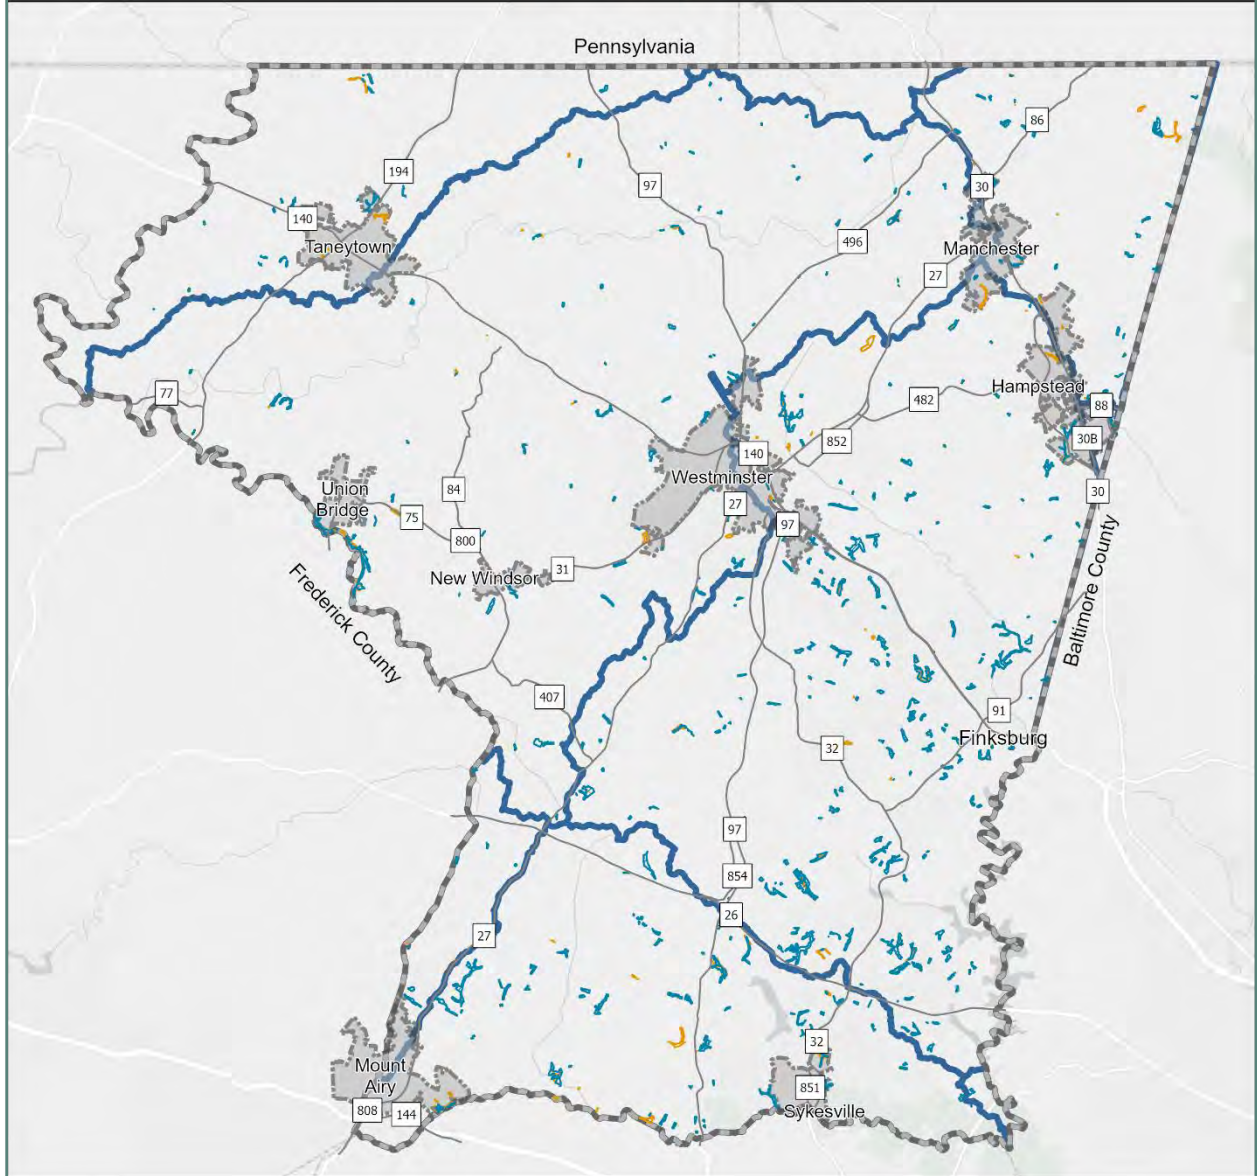 Pennsylvania
86
194
97
30
140
Taneytown
496
Manchester
27
77
Hampstead
482
88
30B
852
140
Westminster
Union
Bridge
84
27
30
75
97
800
31
New Windsor
Frederick County
Baltimore County
407
91
Finksburg
32
97
854
26
27
32
Mount
Airy
851
808
144
Sykesville